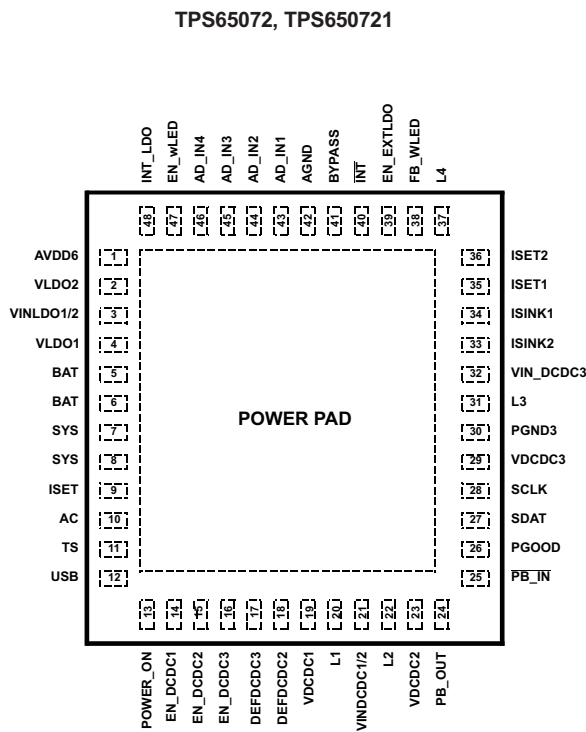 TPS65072, TPS650721
INT_LDO
EN_wLED
AD_IN4
AD_IN3
AD_IN2
AD_IN1
AGND
BYPASS
INT
EN_EXTLDO
FB_WLED
L4
48
47
46
45
44
43
42
41
40
39
38
37
AVDD6 1
VLDO2 2
VINLDO1/2 3
VLDO1 4
BAT 5
BAT 6
SYS 7
SYS 8
ISET 9
AC 10
TS 11
USB 12
POWER PAD
36 ISET2
35 ISET1
34 ISINK1
33 ISINK2
32 VIN_DCDC3
31 L3
30 PGND3
29 VDCDC3
28 SCLK
27 SDAT
26 PGOOD
25 PB_IN
13
14
15
16
17
18
19
20
21
22
23
24
POWER_ON
EN_DCDC1
EN_DCDC2
EN_DCDC3
DEFDCDC3
DEFDCDC2
VDCDC1
L1
VINDCDC1/2
L2
VDCDC2
PB_OUT